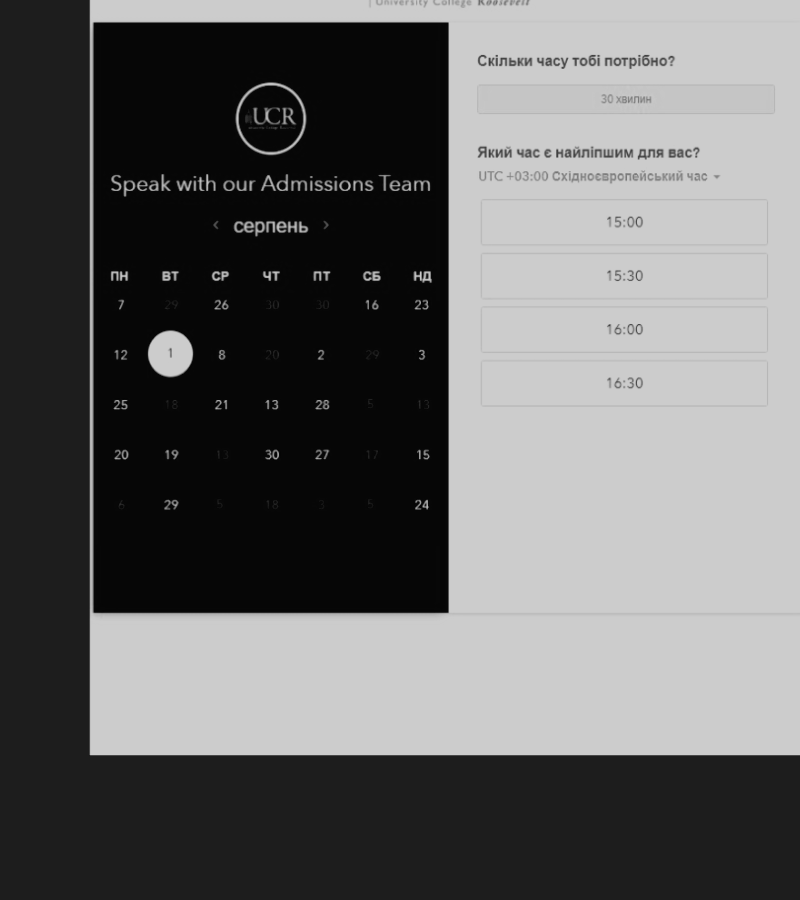 | University College Roosevelt
UCR
Speak with our Admissions Team
‹ серпень ›
ПН ВТ СР ЧТ ПТ СБ НД
7 29 26 30 30 16 23
12 1 8 20 2 29 3
25 18 21 13 28 5 13
20 19 13 30 27 17 15
6 29 5 18 3 5 24
Скільки часу тобі потрібно?
30 хвилин
Який час є найліпшим для вас?
UTC +03:00 Східноєвропейський час
15:00
15:30
16:00
16:30